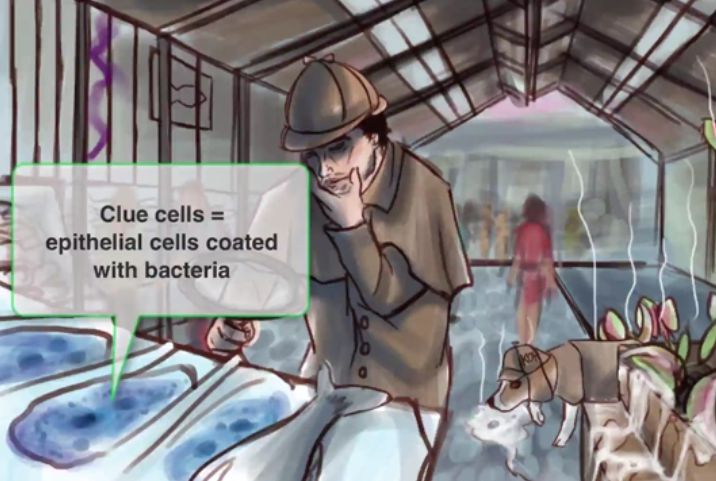 Clue cells =
epithelial cells coated
with bacteria